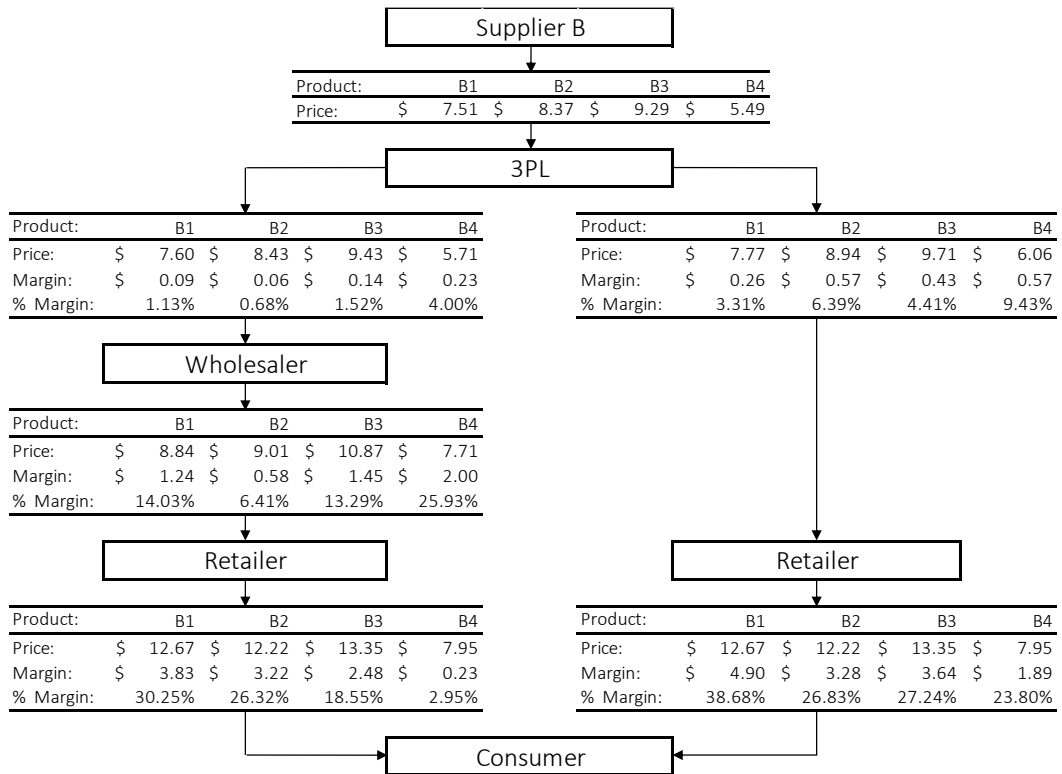 Supplier B
Product: B1 B2 B3 B4
Price: $ 7.51 $ 8.37 $ 9.29 $ 5.49
3PL
Product: B1 B2 B3 B4
Price: $ 7.60 $ 8.43 $ 9.43 $ 5.71
Margin: $ 0.09 $ 0.06 $ 0.14 $ 0.23
% Margin: 1.13% 0.68% 1.52% 4.00%
Product: B1 B2 B3 B4
Price: $ 7.77 $ 8.94 $ 9.71 $ 6.06
Margin: $ 0.26 $ 0.57 $ 0.43 $ 0.57
% Margin: 3.31% 6.39% 4.41% 9.43%
Wholesaler
Product: B1 B2 B3 B4
Price: $ 8.84 $ 9.01 $ 10.87 $ 7.71
Margin: $ 1.24 $ 0.58 $ 1.45 $ 2.00
% Margin: 14.03% 6.41% 13.29% 25.93%
Retailer
Product: B1 B2 B3 B4
Price: $ 12.67 $ 12.22 $ 13.35 $ 7.95
Margin: $ 3.83 $ 3.22 $ 2.48 $ 0.23
% Margin: 30.25% 26.32% 18.55% 2.95%
Retailer
Product: B1 B2 B3 B4
Price: $ 12.67 $ 12.22 $ 13.35 $ 7.95
Margin: $ 4.90 $ 3.28 $ 3.64 $ 1.89
% Margin: 38.68% 26.83% 27.24% 23.80%
Consumer